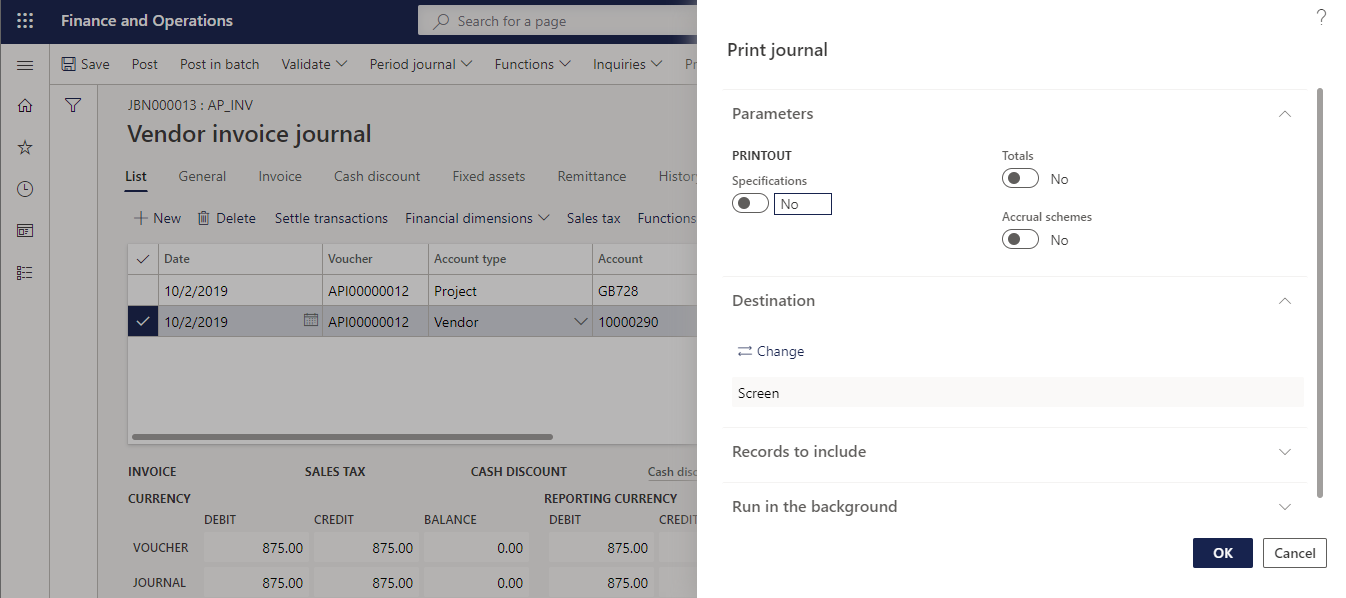 Finance and Operations
Search for a page
?
Save Post Post in batch Validate Period journal Functions Inquiries
JBN000013 : AP_INV
Vendor invoice journal
List General Invoice Cash discount Fixed assets Remittance
New Delete Settle transactions Financial dimensions Sales tax Functions
Date Voucher Account type Account
10/2/2019 API00000012 Project GB728
10/2/2019 API00000012 Vendor 10000290
INVOICE SALES TAX CASH DISCOUNT Cash disc
CURRENCY REPORTING CURRENCY
DEBIT CREDIT BALANCE DEBIT CREDIT
VOUCHER 875.00 875.00 0.00 875.00
JOURNAL 875.00 875.00 0.00 875.00
Print journal
Parameters
PRINTOUT
Specifications
No
Totals
No
Accrual schemes
No
Destination
Change
Screen
Records to include
Run in the background
OK Cancel